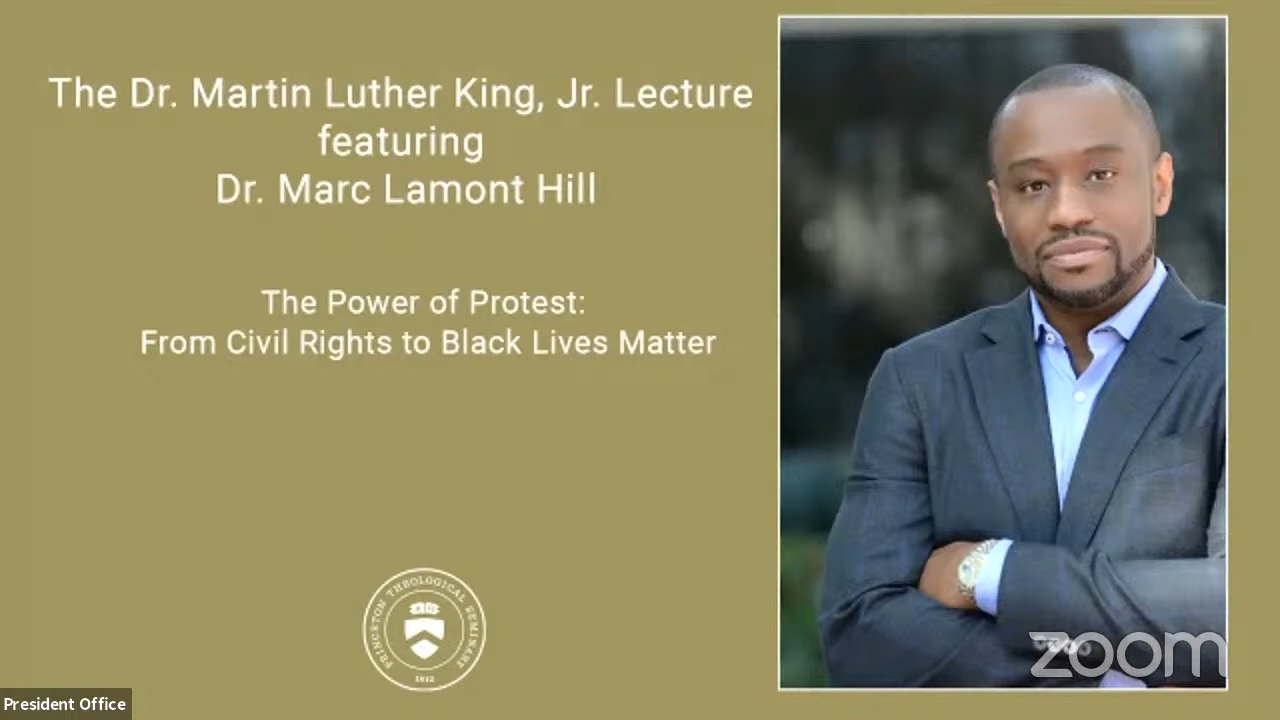 The Dr. Martin Luther King, Jr. Lecture
featuring
Dr. Marc Lamont Hill
The Power of Protest:
From Civil Rights to Black Lives Matter
PRINCETON THEOLOGICAL SEMINARY
1812
zoom
President Office